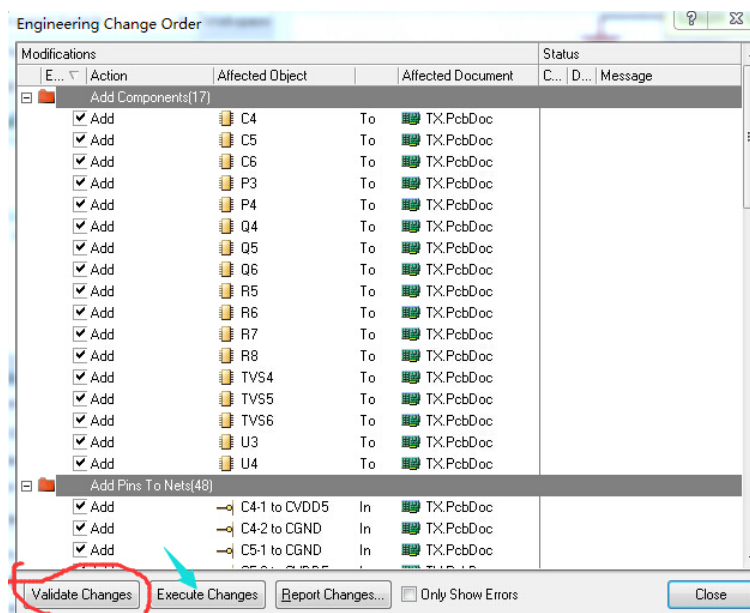 Engineering Change Order
Modifications Status
E... Action Affected Object Affected Document C... D... Message
Add Components(17)
Add C4 To TX.PcbDoc
Add C5 To TX.PcbDoc
Add C6 To TX.PcbDoc
Add P3 To TX.PcbDoc
Add P4 To TX.PcbDoc
Add Q4 To TX.PcbDoc
Add Q5 To TX.PcbDoc
Add Q6 To TX.PcbDoc
Add R5 To TX.PcbDoc
Add R6 To TX.PcbDoc
Add R7 To TX.PcbDoc
Add R8 To TX.PcbDoc
Add TVS4 To TX.PcbDoc
Add TVS5 To TX.PcbDoc
Add TVS6 To TX.PcbDoc
Add U3 To TX.PcbDoc
Add U4 To TX.PcbDoc
Add Pins To Nets(48)
Add C4-1 to CVDD5 In TX.PcbDoc
Add C4-2 to CGND In TX.PcbDoc
Add C5-1 to CGND In TX.PcbDoc
Validate Changes Execute Changes Report Changes... Only Show Errors Close